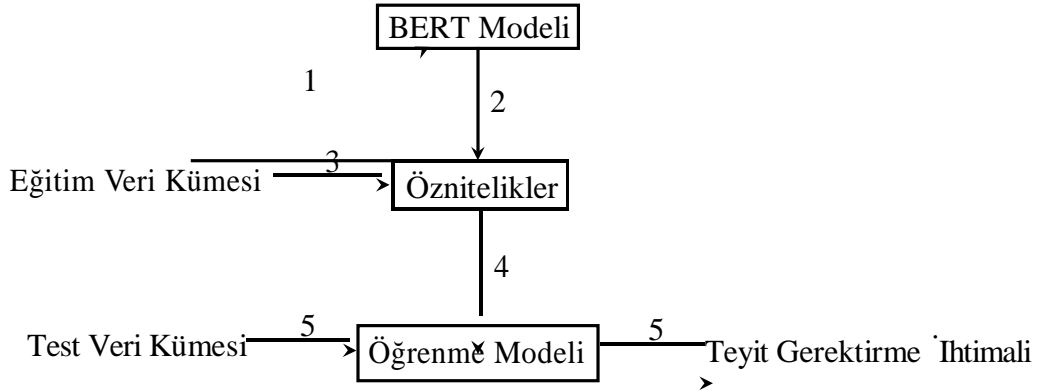 BERT Modeli
1
2
3
Eğitim Veri Kümesi
Öznitelikler
4
5
5
Test Veri Kümesi
Öğrenme Modeli
Teyit Gerektirme İhtimali